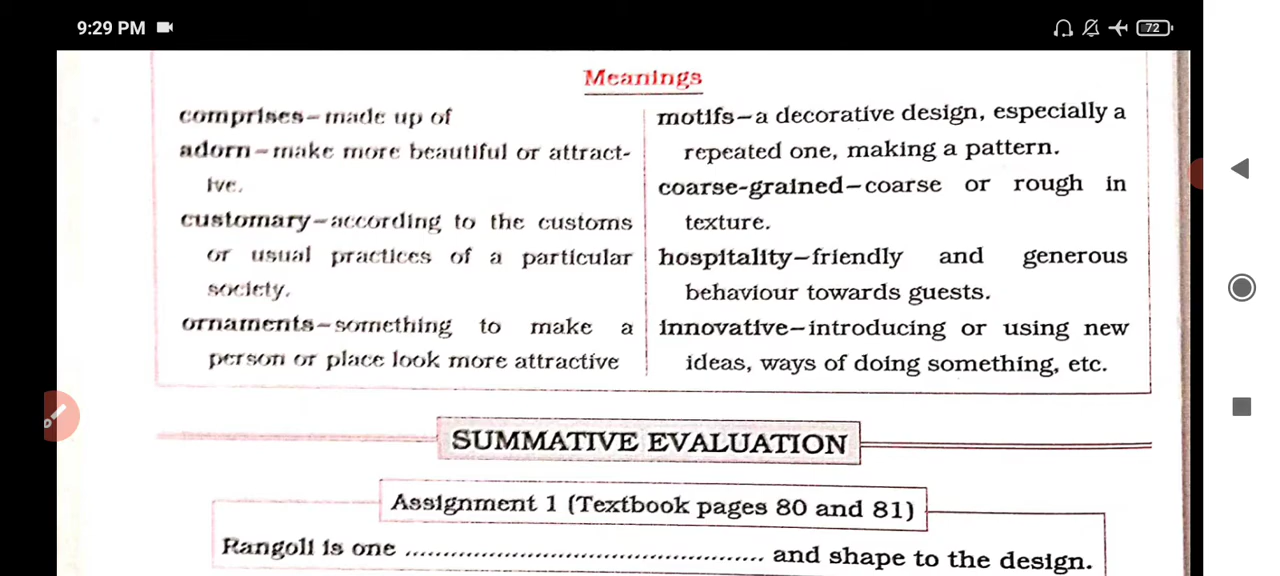 9:29 PM
72
Meanings
comprises–made up of
adorn–make more beautiful or attract-
ive.
customary–according to the customs
or usual practices of a particular
society.
ornaments–something to make a
person or place look more attractive
motifs–a decorative design, especially a
repeated one, making a pattern.
coarse-grained–coarse or rough in
texture.
hospitality–friendly and generous
behaviour towards guests.
innovative–introducing or using new
ideas, ways of doing something, etc.
SUMMATIVE EVALUATION
Assignment 1 (Textbook pages 80 and 81)
Rangoli is one ................................................ and shape to the design.